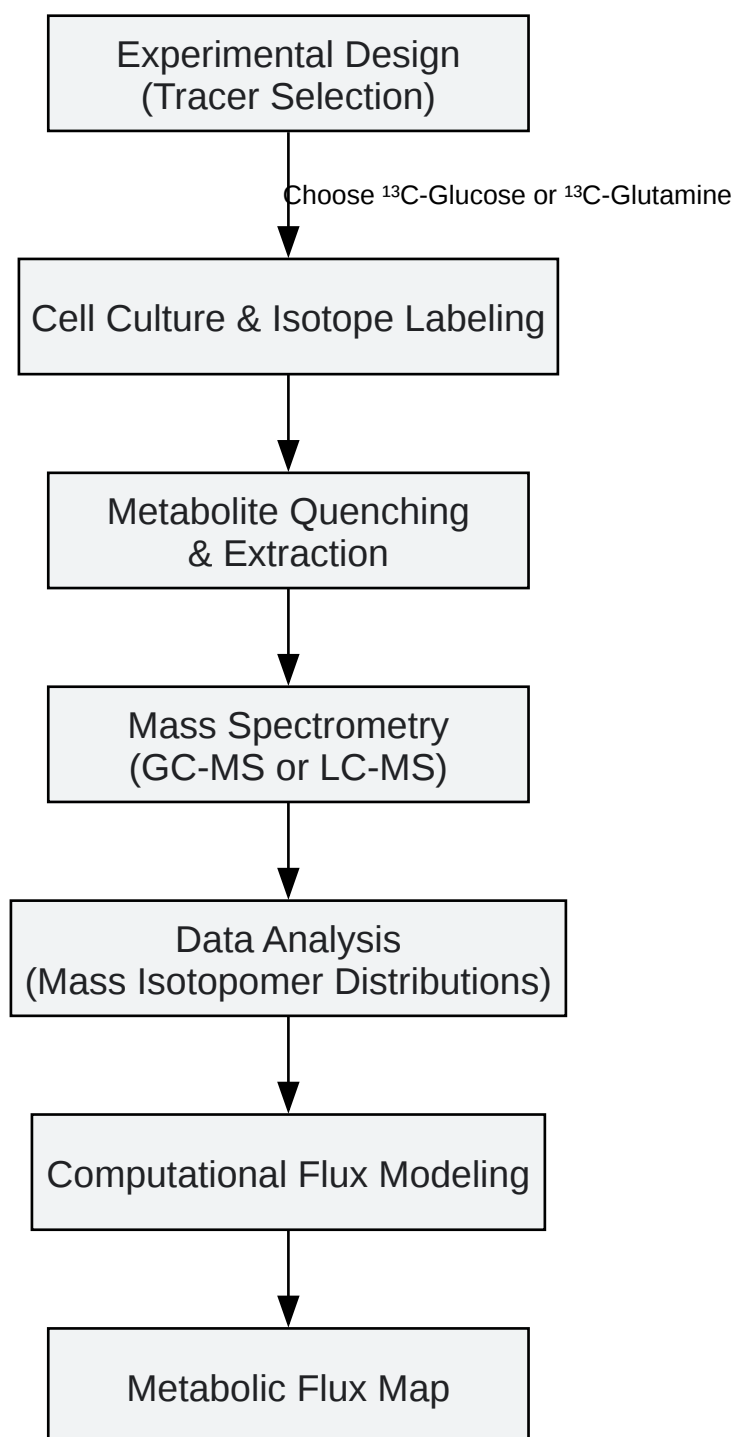 Experimental Design
(Tracer Selection)
Choose ¹³C-Glucose or ¹³C-Glutamine
Cell Culture & Isotope Labeling
Metabolite Quenching
& Extraction
Mass Spectrometry
(GC-MS or LC-MS)
Data Analysis
(Mass Isotopomer Distributions)
Computational Flux Modeling
Metabolic Flux Map